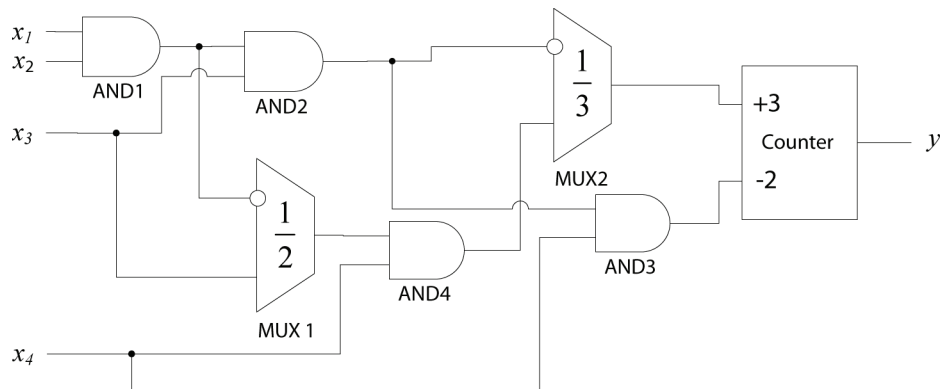 x1
x2
AND1
AND2
x3
1
2
MUX 1
AND4
x4
1
3
MUX2
AND3
+3
Counter
-2
y